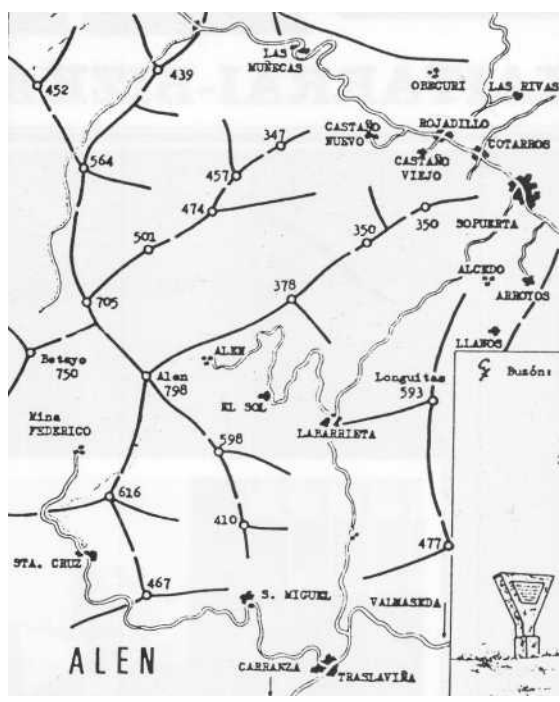 LAS
MUÑECAS
452
439
OBECURI
LAS RIVAS
ROJADILLO
CASTAÑO
NUEVO
347
COTARROS
564
457
CASTAÑO
VIEJO
474
350
350
SOPUERTA
501
ALCEDO
378
ARROYOS
705
LLANOS
Betayo
750
Alen
798
ALEN
Longuitas
593
Buzón:
Mina
FEDERICO
EL SOL
LABARRIETA
598
616
410
477
STA. CRUZ
467
S. MIGUEL
VALMASEDA
ALEN
CARRANZA
TRASLAVIÑA